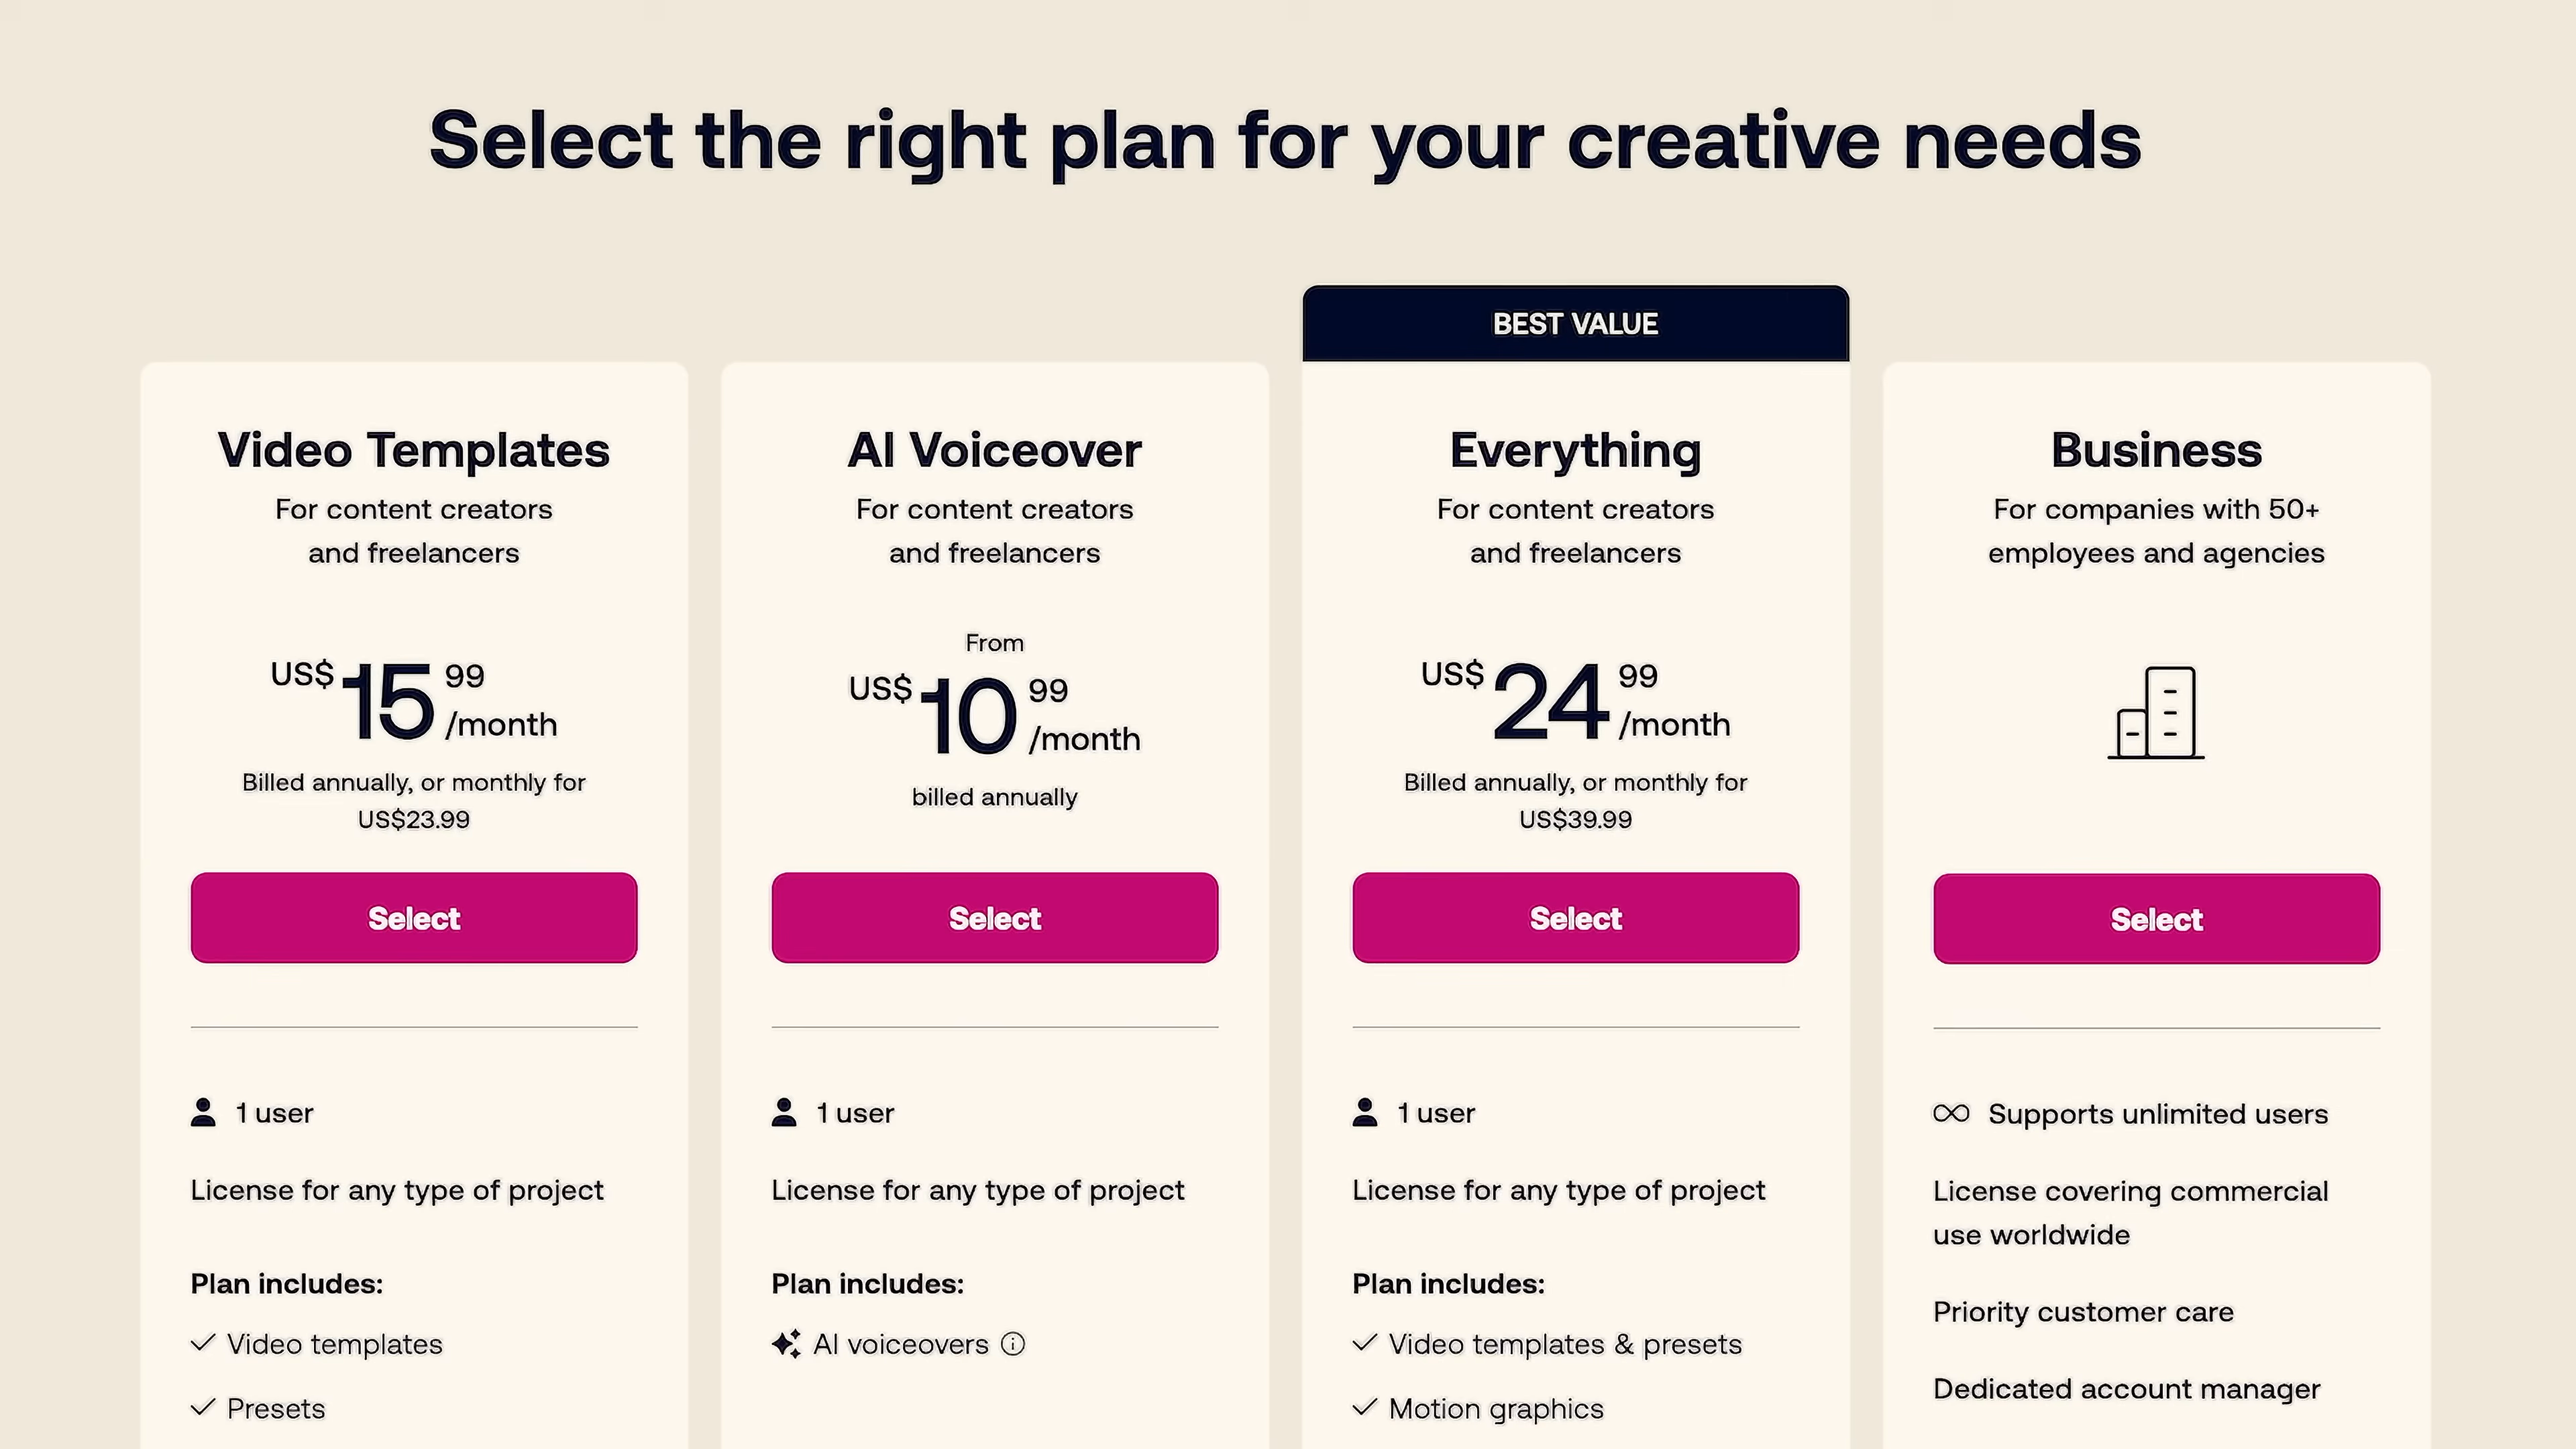 Select the right plan for your creative needs
Video Templates
For content creators
and freelancers
US$15 99
/month
Billed annually, or monthly for
US$23.99
Select
1 user
License for any type of project
Plan includes:
Video templates
Presets
AI Voiceover
For content creators
and freelancers
From
US$10 99
/month
billed annually
Select
1 user
License for any type of project
Plan includes:
AI voiceovers
BEST VALUE
Everything
For content creators
and freelancers
US$24 99
/month
Billed annually, or monthly for
US$39.99
Select
1 user
License for any type of project
Plan includes:
Video templates & presets
Motion graphics
Business
For companies with 50+
employees and agencies
Select
Supports unlimited users
License covering commercial
use worldwide
Priority customer care
Dedicated account manager